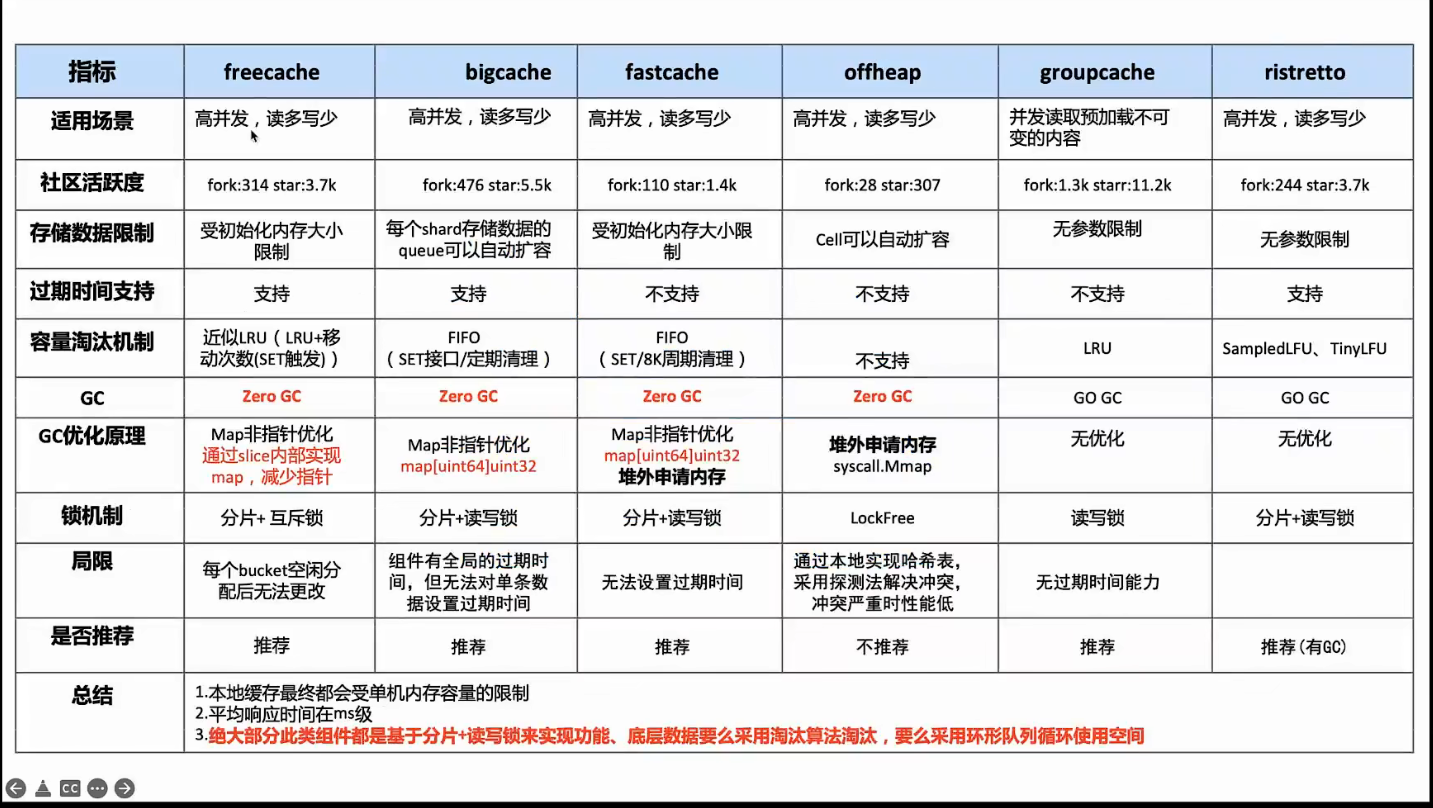 指标 freecache bigcache fastcache offheap groupcache ristretto
适用场景 高并发，读多写少 高并发，读多写少 高并发，读多写少 高并发，读多写少 并发读取预加载不可
变的内容 高并发，读多写少
社区活跃度 fork:314 star:3.7k fork:476 star:5.5k fork:110 star:1.4k fork:28 star:307 fork:1.3k starr:11.2k fork:244 star:3.7k
存储数据限制 受初始化内存大小
限制 每个shard存储数据的
queue可以自动扩容 受初始化内存大小限
制 Cell可以自动扩容 无参数限制 无参数限制
过期时间支持 支持 支持 不支持 不支持 不支持 支持
容量淘汰机制 近似LRU（LRU+移
动次数(SET触发)） FIFO
（SET接口/定期清理） FIFO
（SET/8K周期清理） 不支持 LRU SampledLFU、TinyLFU
GC Zero GC Zero GC Zero GC Zero GC GO GC GO GC
GC优化原理 Map非指针优化
通过slice内部实现
map，减少指针 Map非指针优化
map[uint64]uint32 Map非指针优化
map[uint64]uint32
堆外申请内存 堆外申请内存
syscall.Mmap 无优化 无优化
锁机制 分片+ 互斥锁 分片+读写锁 分片+读写锁 LockFree 读写锁 分片+读写锁
局限 每个bucket空闲分
配后无法更改 组件有全局的过期时
间，但无法对单条数
据设置过期时间 无法设置过期时间 通过本地实现哈希表，
采用探测法解决冲突，
冲突严重时性能低 无过期时间能力
是否推荐 推荐 推荐 推荐 不推荐 推荐 推荐(有GC)
总结 1.本地缓存最终都会受单机内存容量的限制
2.平均响应时间在ms级
3.绝大部分此类组件都是基于分片+读写锁来实现功能、底层数据要么采用淘汰算法淘汰，要么采用环形队列循环使用空间
CC